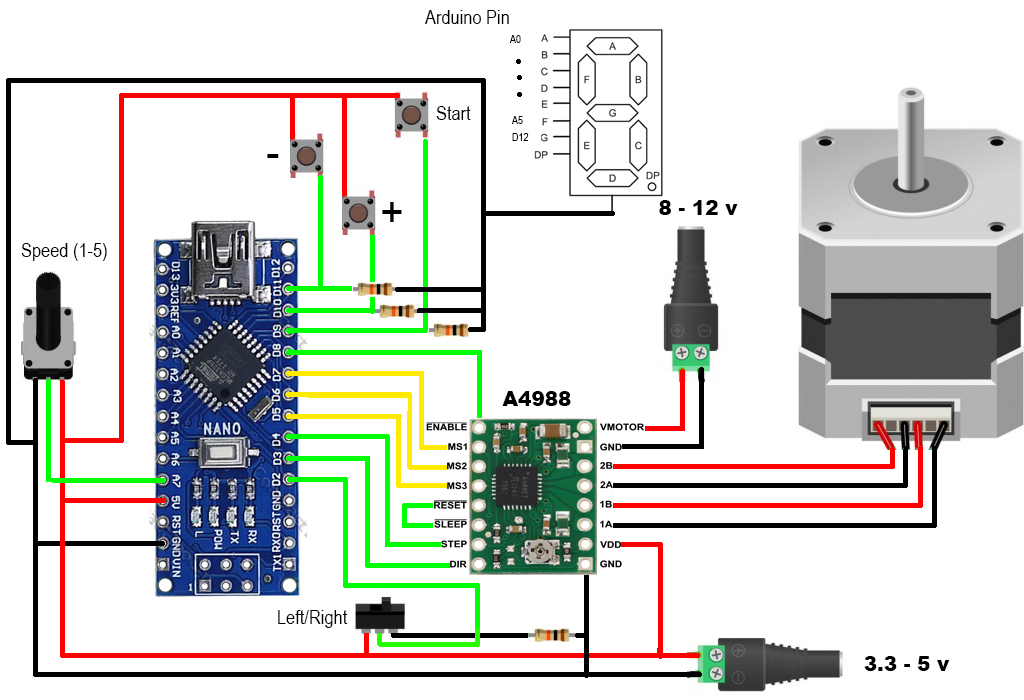 Arduino Pin
A0
A
B
C
D
E
A5
F
D12
G
DP
A
F
B
G
E
C
D
DP
Start
-
+
8 - 12 v
Speed (1-5)
D13
3V3
REF
A0
A1
A2
A3
A4
A5
A6
A7
5V
RST
GND
VIN
D12
D11
D10
D9
D8
D7
D6
D5
D4
D3
D2
GND
RST
RX0
TX1
NANO
L
POW
TX
RX
1
A4988
ENABLE
MS1
MS2
MS3
RESET
SLEEP
STEP
DIR
VMOTOR
GND
2B
2A
1B
1A
VDD
GND
Left/Right
3.3 - 5 v